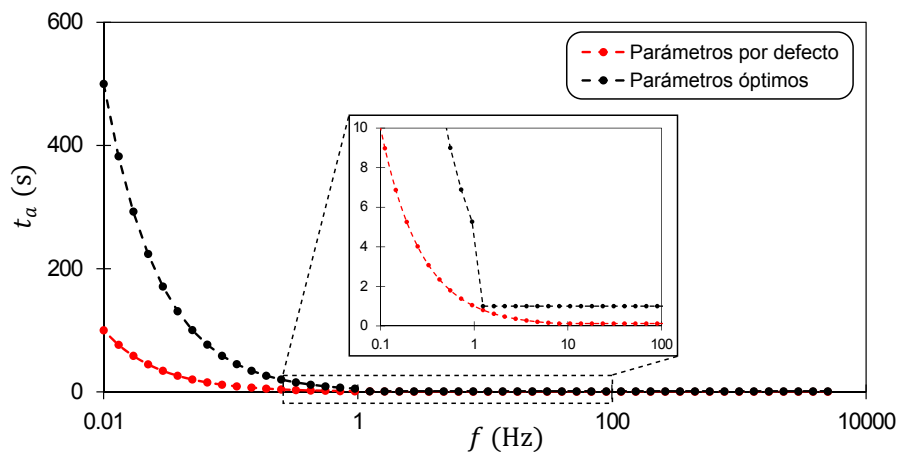 600
400
200
0
t_a (s)
Parámetros por defecto
Parámetros óptimos
10
8
6
4
2
0
0.1 1 10 100
0.01 1 100 10000
f (Hz)